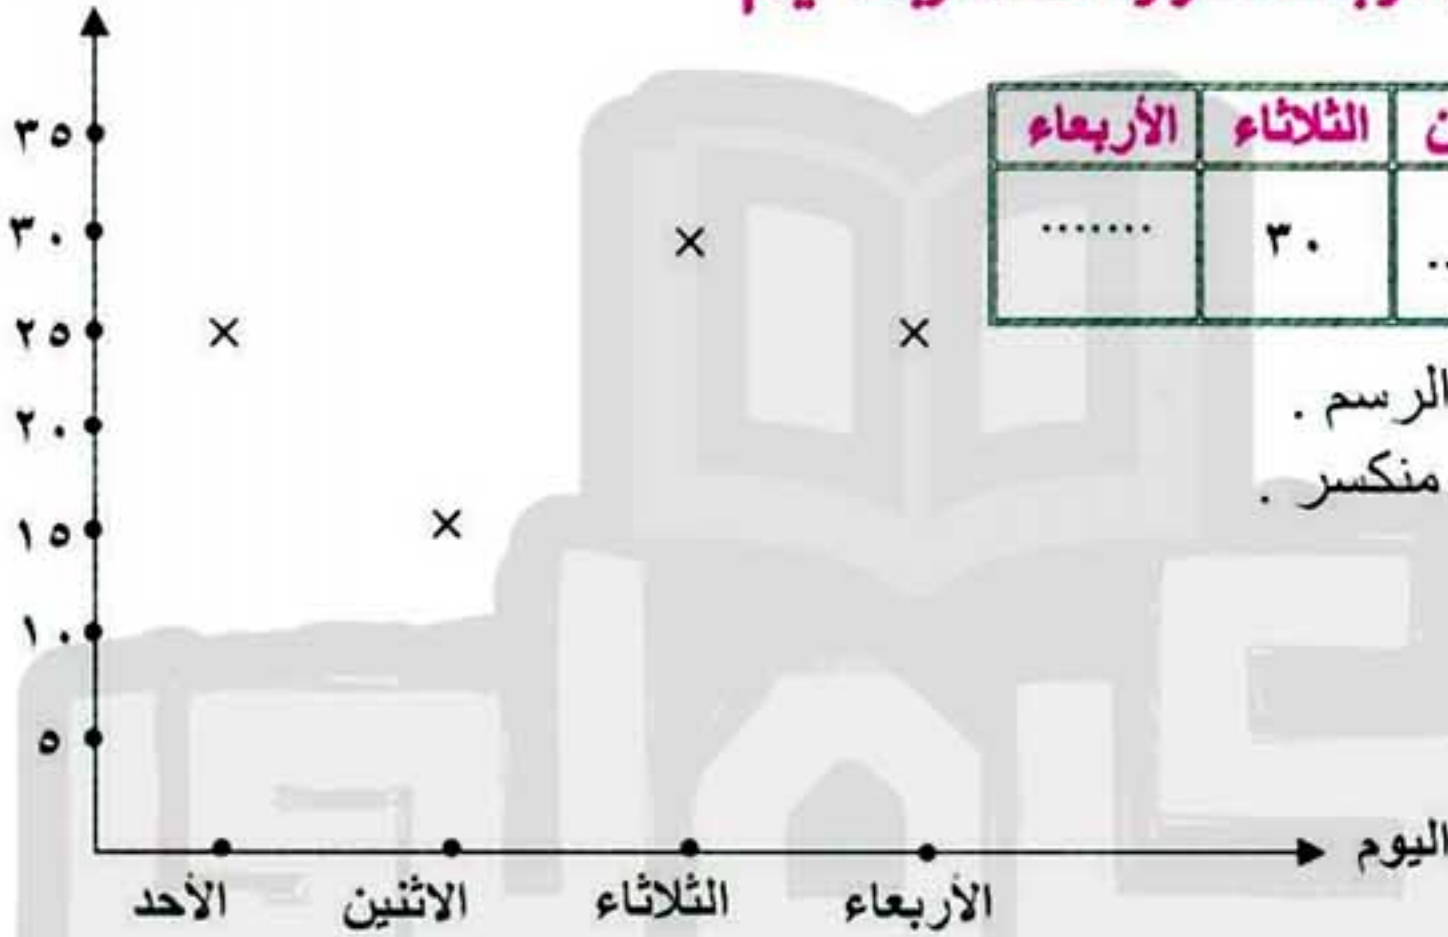 ٣٥
٣٠
٢٥
٢٠
١٥
١٠
٥
الثلاثاء الأربعاء
٣٠ .......
الرسم .
منكسر .
اليوم
الأحد الاثنين الثلاثاء الأربعاء